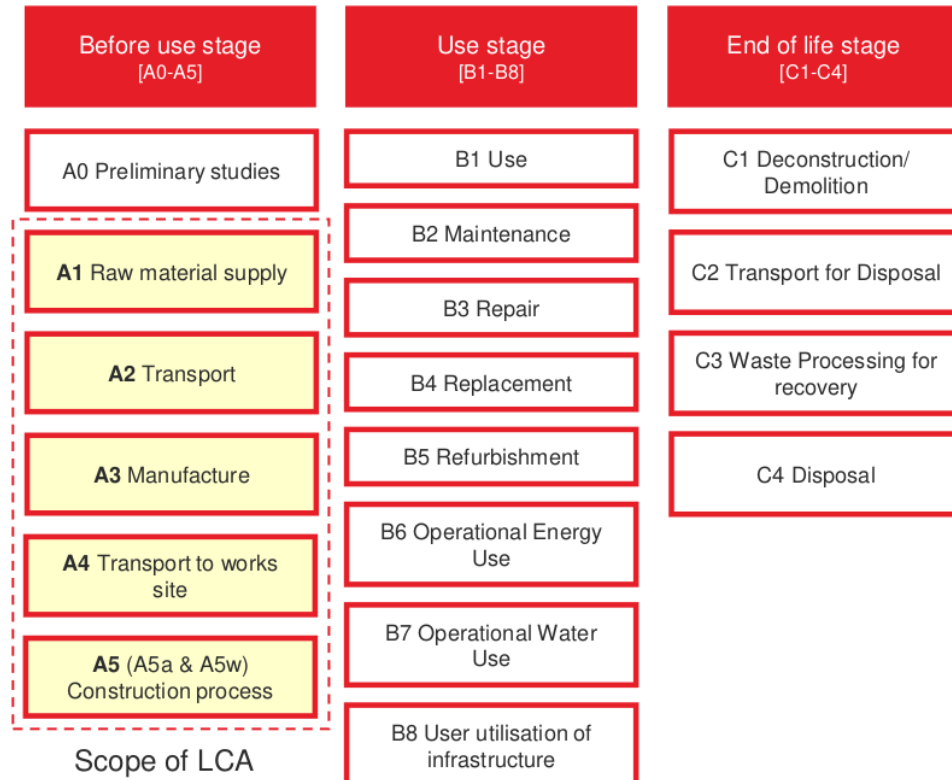 Before use stage
[A0-A5]
A0 Preliminary studies
A1 Raw material supply
A2 Transport
A3 Manufacture
A4 Transport to works
site
A5 (A5a & A5w)
Construction process
Scope of LCA
Use stage
[B1-B8]
B1 Use
B2 Maintenance
B3 Repair
B4 Replacement
B5 Refurbishment
B6 Operational Energy
Use
B7 Operational Water
Use
B8 User utilisation of
infrastructure
End of life stage
[C1-C4]
C1 Deconstruction/
Demolition
C2 Transport for Disposal
C3 Waste Processing for
recovery
C4 Disposal